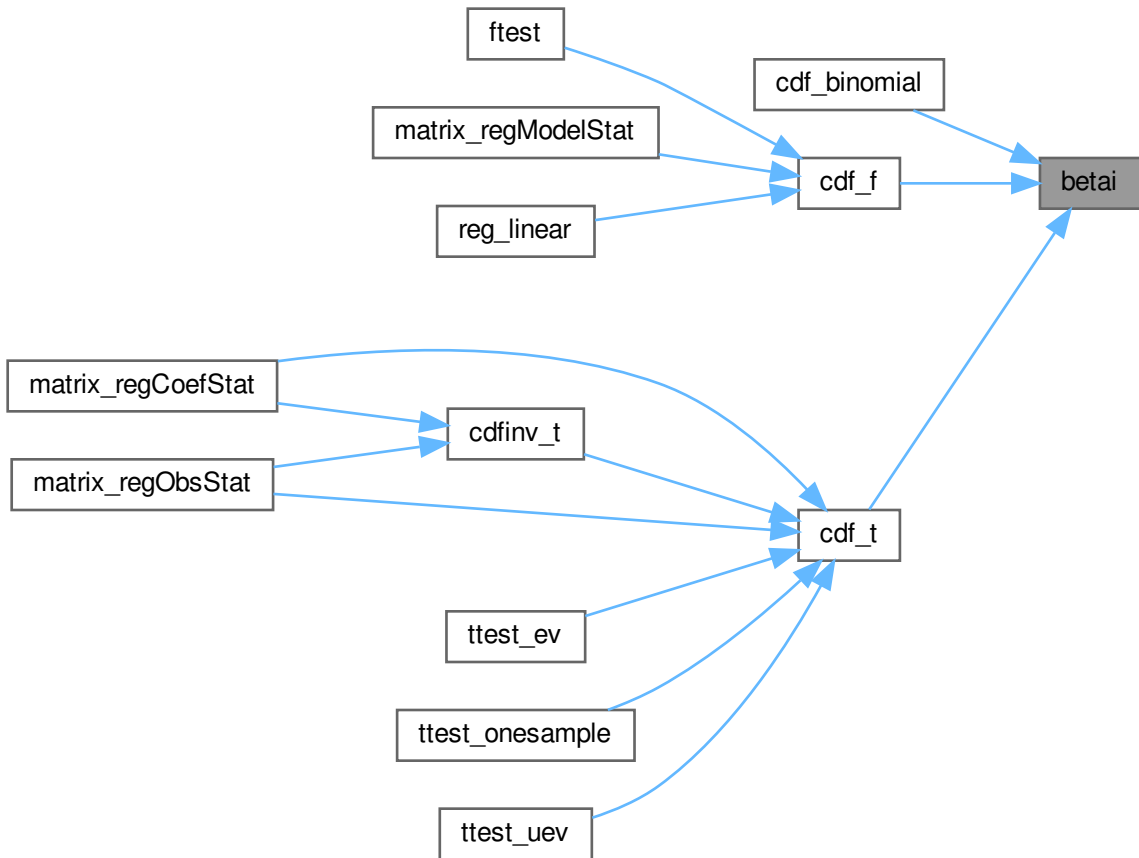 ftest
cdf_binomial
matrix_regModelStat
cdf_f
betai
reg_linear
matrix_regCoefStat
cdfinv_t
matrix_regObsStat
cdf_t
ttest_ev
ttest_onesample
ttest_uev